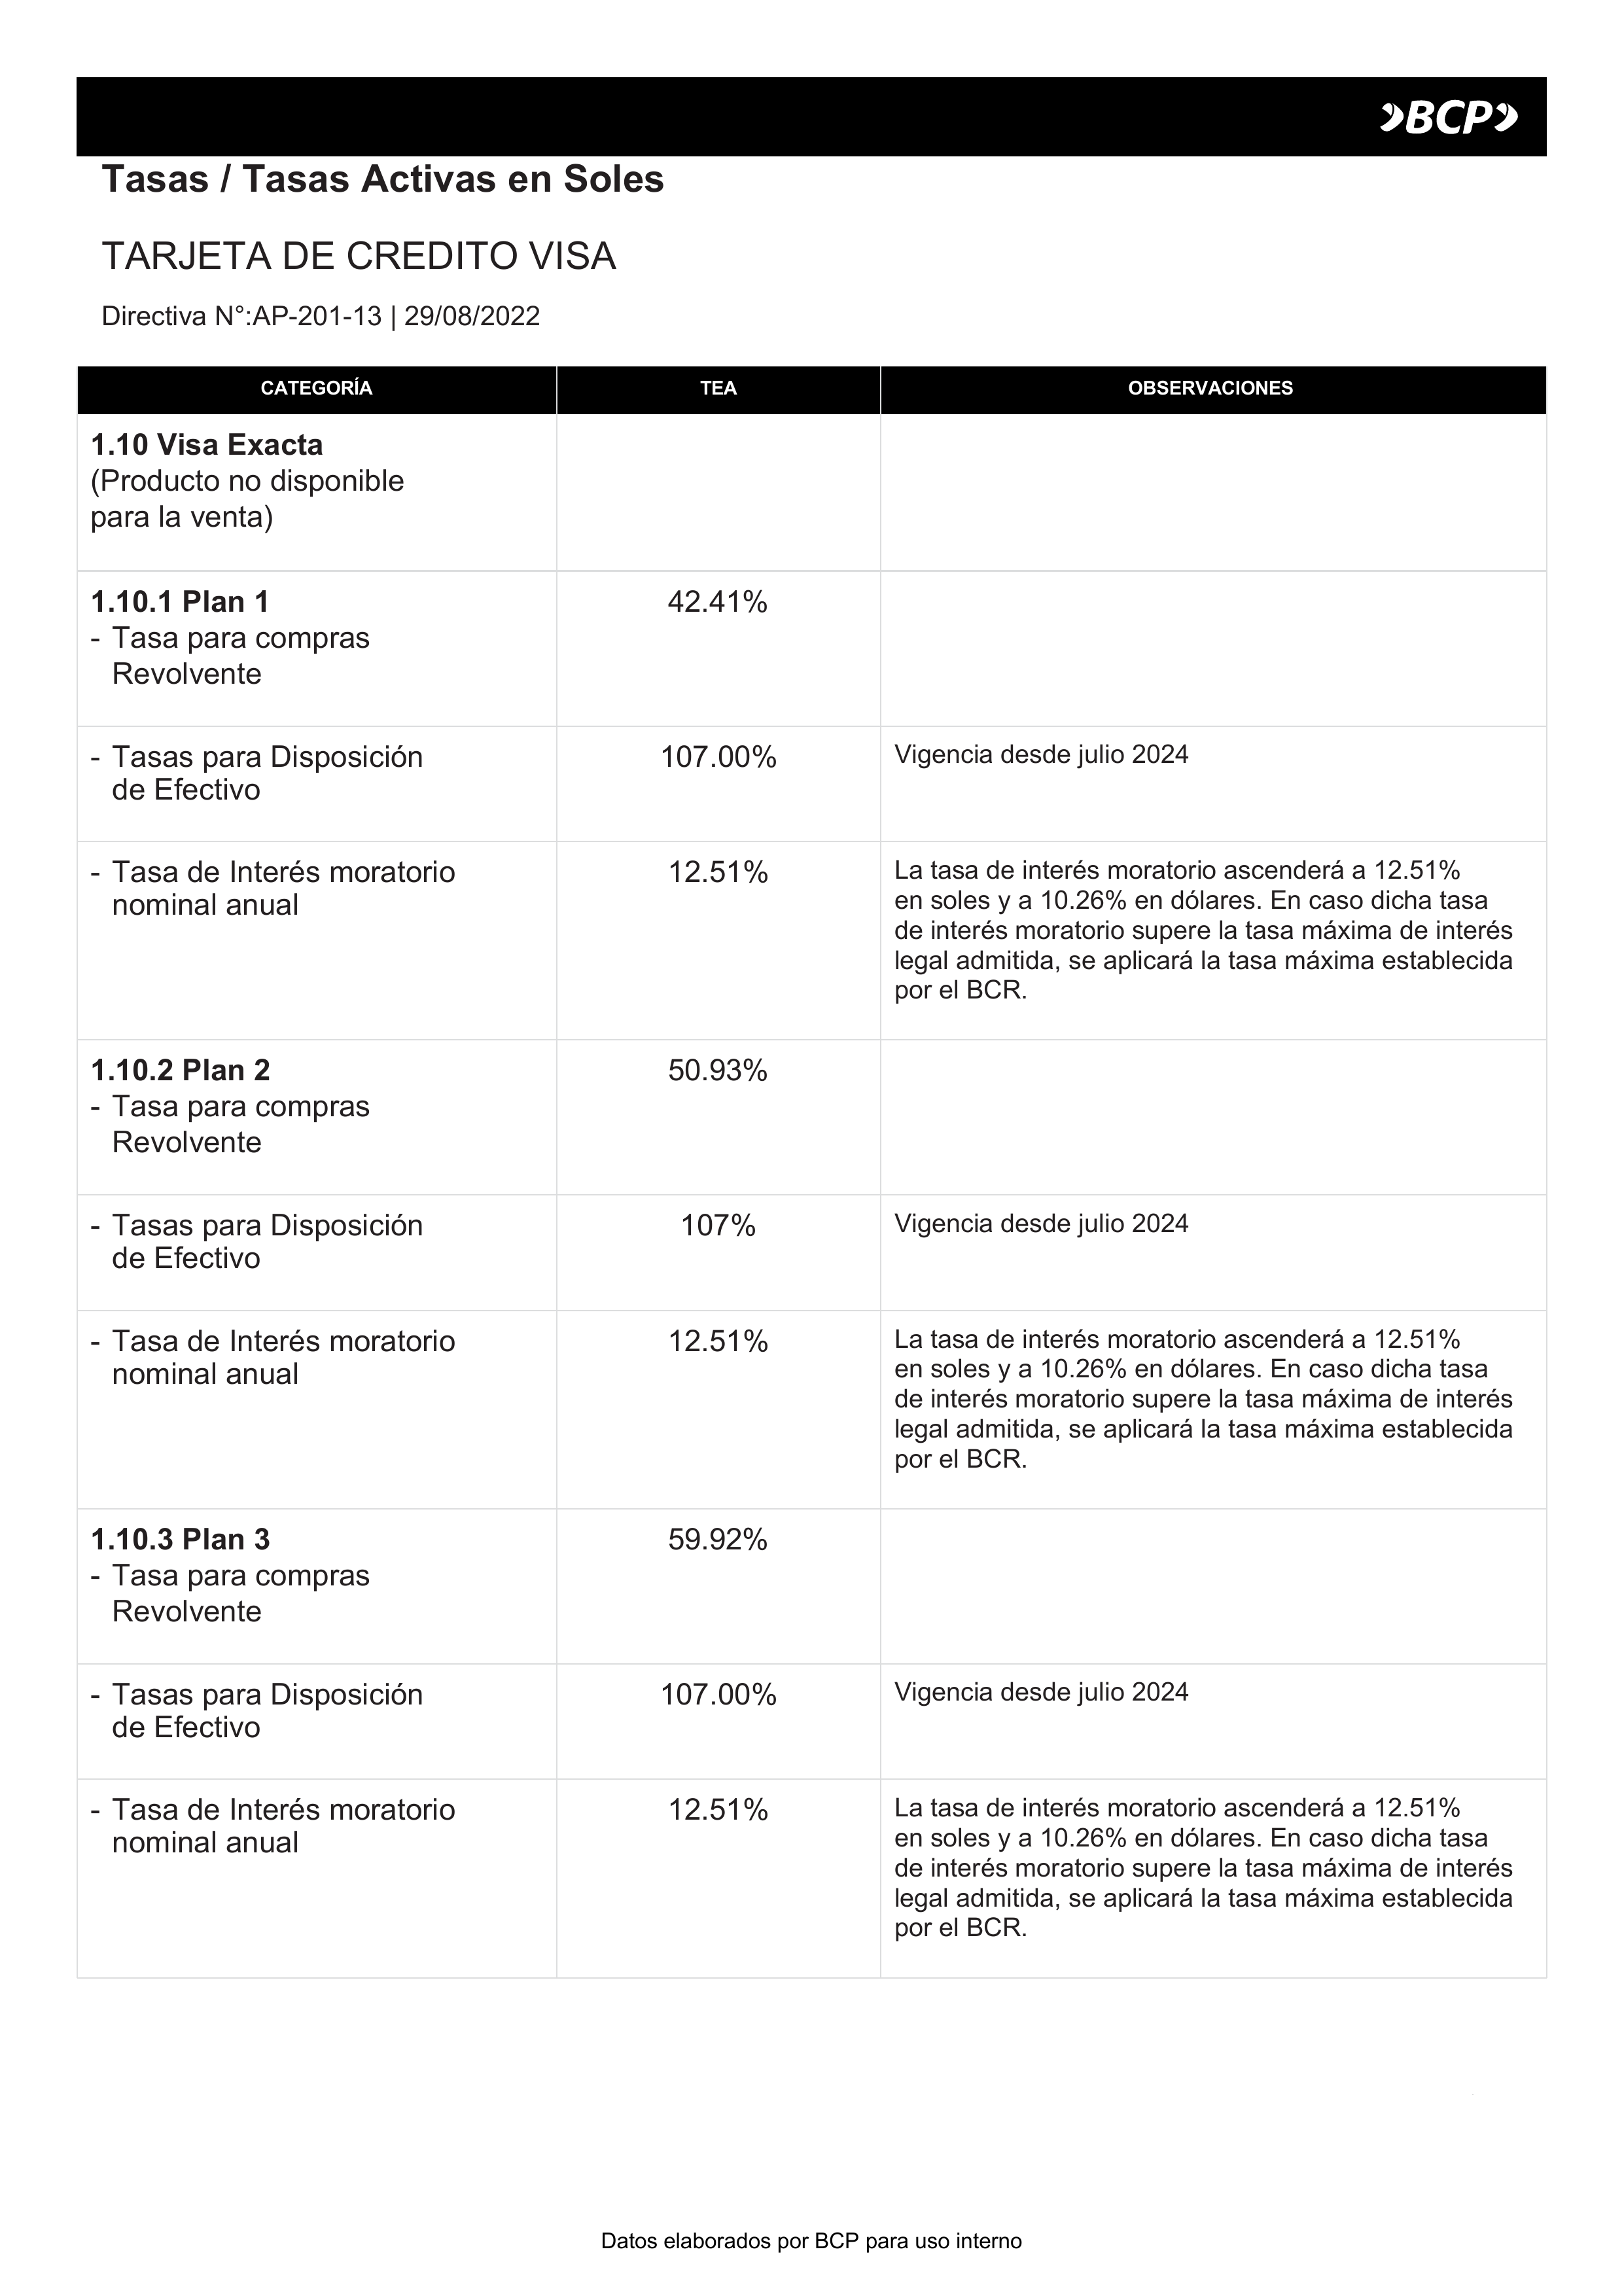 BCP
Tasas / Tasas Activas en Soles
TARJETA DE CREDITO VISA
Directiva N°:AP-201-13 | 29/08/2022
CATEGORÍA TEA OBSERVACIONES
1.10 Visa Exacta
(Producto no disponible
para la venta)
1.10.1 Plan 1 42.41%
- Tasa para compras
Revolvente
- Tasas para Disposición 107.00% Vigencia desde julio 2024
de Efectivo
- Tasa de Interés moratorio 12.51% La tasa de interés moratorio ascenderá a 12.51%
nominal anual en soles y a 10.26% en dólares. En caso dicha tasa
de interés moratorio supere la tasa máxima de interés
legal admitida, se aplicará la tasa máxima establecida
por el BCR.
1.10.2 Plan 2 50.93%
- Tasa para compras
Revolvente
- Tasas para Disposición 107% Vigencia desde julio 2024
de Efectivo
- Tasa de Interés moratorio 12.51% La tasa de interés moratorio ascenderá a 12.51%
nominal anual en soles y a 10.26% en dólares. En caso dicha tasa
de interés moratorio supere la tasa máxima de interés
legal admitida, se aplicará la tasa máxima establecida
por el BCR.
1.10.3 Plan 3 59.92%
- Tasa para compras
Revolvente
- Tasas para Disposición 107.00% Vigencia desde julio 2024
de Efectivo
- Tasa de Interés moratorio 12.51% La tasa de interés moratorio ascenderá a 12.51%
nominal anual en soles y a 10.26% en dólares. En caso dicha tasa
de interés moratorio supere la tasa máxima de interés
legal admitida, se aplicará la tasa máxima establecida
por el BCR.
Datos elaborados por BCP para uso interno